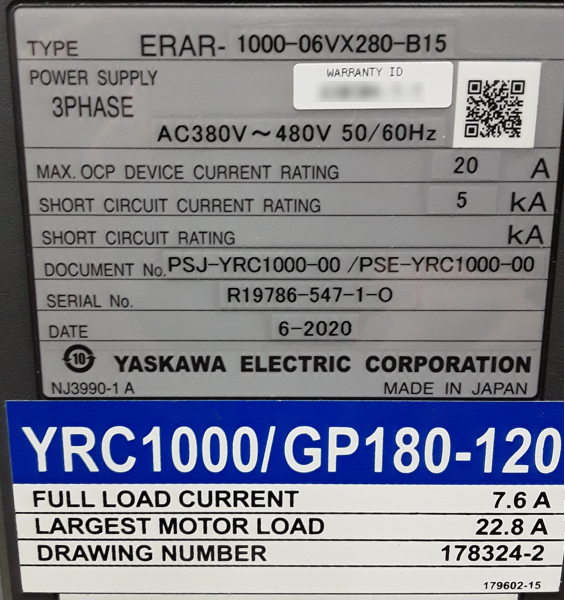 TYPE ERAR-1000-06VX280-B15
POWER SUPPLY
WARRANTY ID
3PHASE
AC380V～480V 50/60Hz
MAX. OCP DEVICE CURRENT RATING 20 A
SHORT CIRCUIT CURRENT RATING 5 kA
SHORT CIRCUIT RATING kA
DOCUMENT No. PSJ-YRC1000-00 /PSE-YRC1000-00
SERIAL No. R19786-547-1-0
DATE 6-2020
10 YASKAWA ELECTRIC CORPORATION
NJ3990-1 A MADE IN JAPAN
YRC1000/GP180-120
FULL LOAD CURRENT 7.6 A
LARGEST MOTOR LOAD 22.8 A
DRAWING NUMBER 178324-2
179602-15